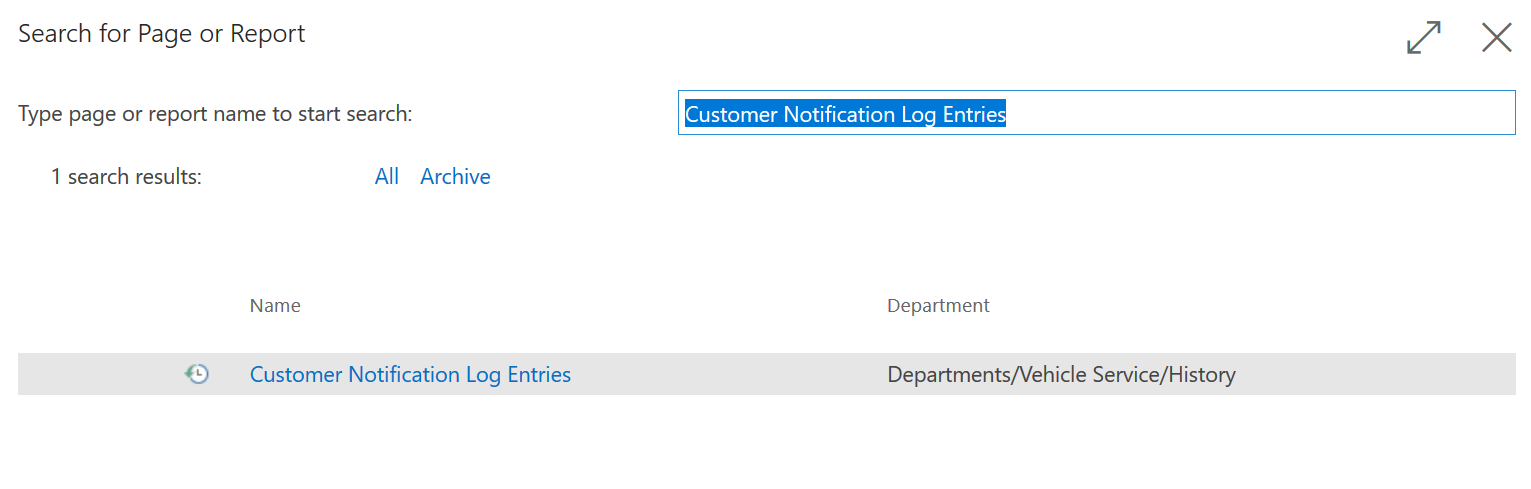 Search for Page or Report
Type page or report name to start search: Customer Notification Log Entries
1 search results: All Archive
Name Department
Customer Notification Log Entries Departments/Vehicle Service/History